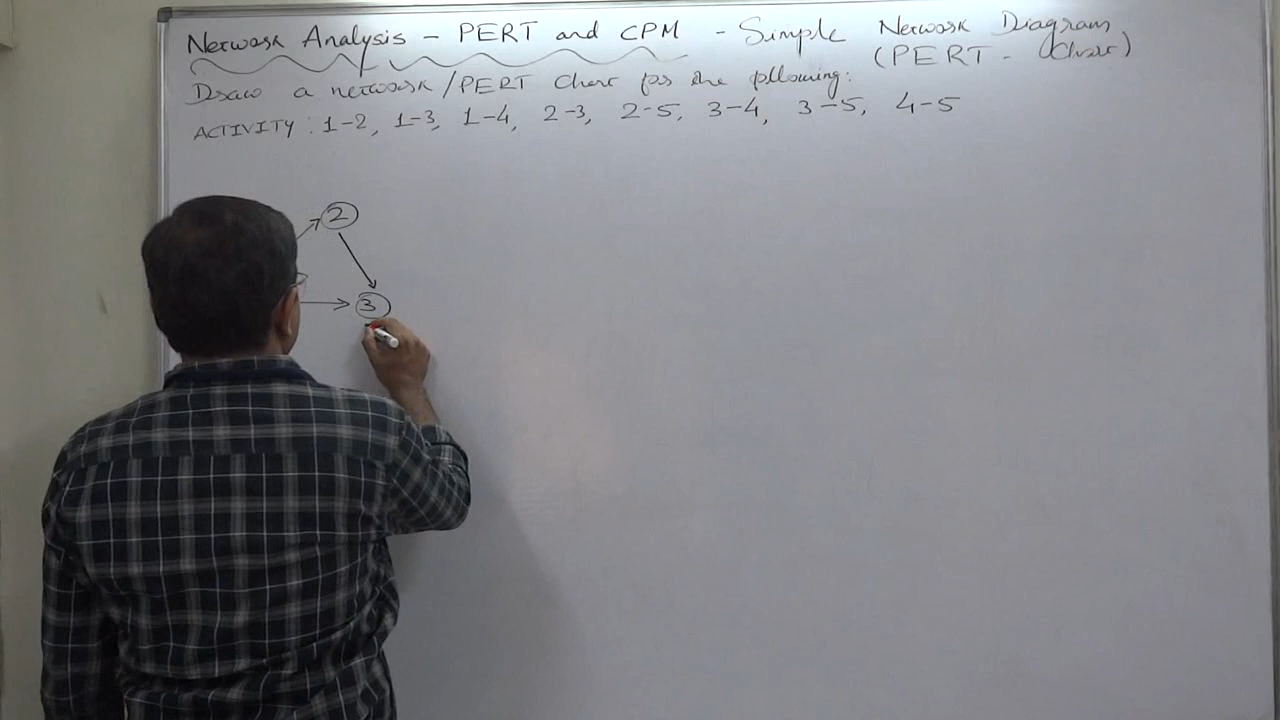 Network Analysis - PERT and CPM - Simple Network Diagram
(PERT - Chart)
Draw a network/PERT Chart for the following:
ACTIVITY: 1-2, 1-3, 1-4, 2-3, 2-5, 3-4, 3-5, 4-5
2
3